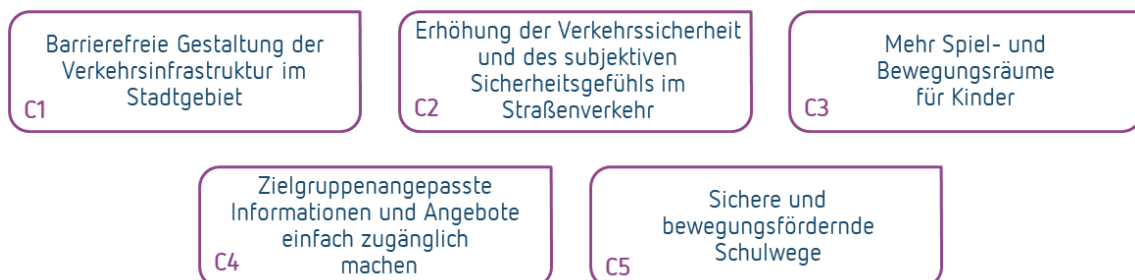 Barrierefreie Gestaltung der
Verkehrsinfrastruktur im
Stadtgebiet
C1
Erhöhung der Verkehrssicherheit
und des subjektiven
Sicherheitsgefühls im
Straßenverkehr
C2
Mehr Spiel- und
Bewegungsräume
für Kinder
C3
Zielgruppenangepasste
Informationen und Angebote
einfach zugänglich
machen
C4
Sichere und
bewegungsfördernde
Schulwege
C5